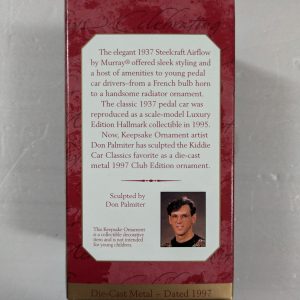 Celebrating
The elegant 1937 Steelcraft Airflow
by Murray® offered sleek styling and
a host of amenities to young pedal
car drivers–from a French bulb horn
to a handsome radiator ornament.
The classic 1937 pedal car was
reproduced as a scale-model Luxury
Edition Hallmark collectible in 1995.
Now, Keepsake Ornament artist
Don Palmiter has sculpted the Kiddie
Car Classics favorite as a die-cast
metal 1997 Club Edition ornament.
Sculpted by
Don Palmiter
This Keepsake Ornament
is a collectible decorative
item and is not intended
for young children.
Die-Cast Metal ~ Dated 1997